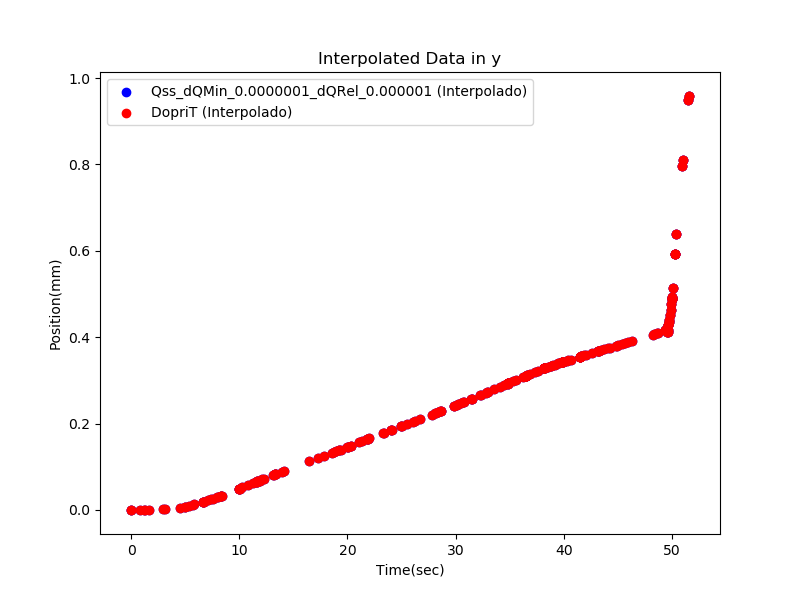 Interpolated Data in y
Qss_dQMin_0.0000001_dQRel_0.000001 (Interpolado)
DopriT (Interpolado)
1.0
0.8
0.6
0.4
0.2
0.0
Position(mm)
0 10 20 30 40 50
Time(sec)